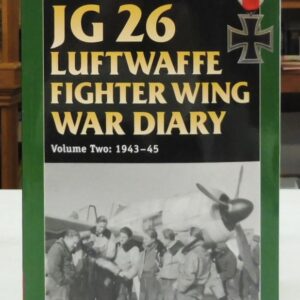 JG 26
LUFTWAFFE
FIGHTER WING
WAR DIARY
Volume Two: 1943–45